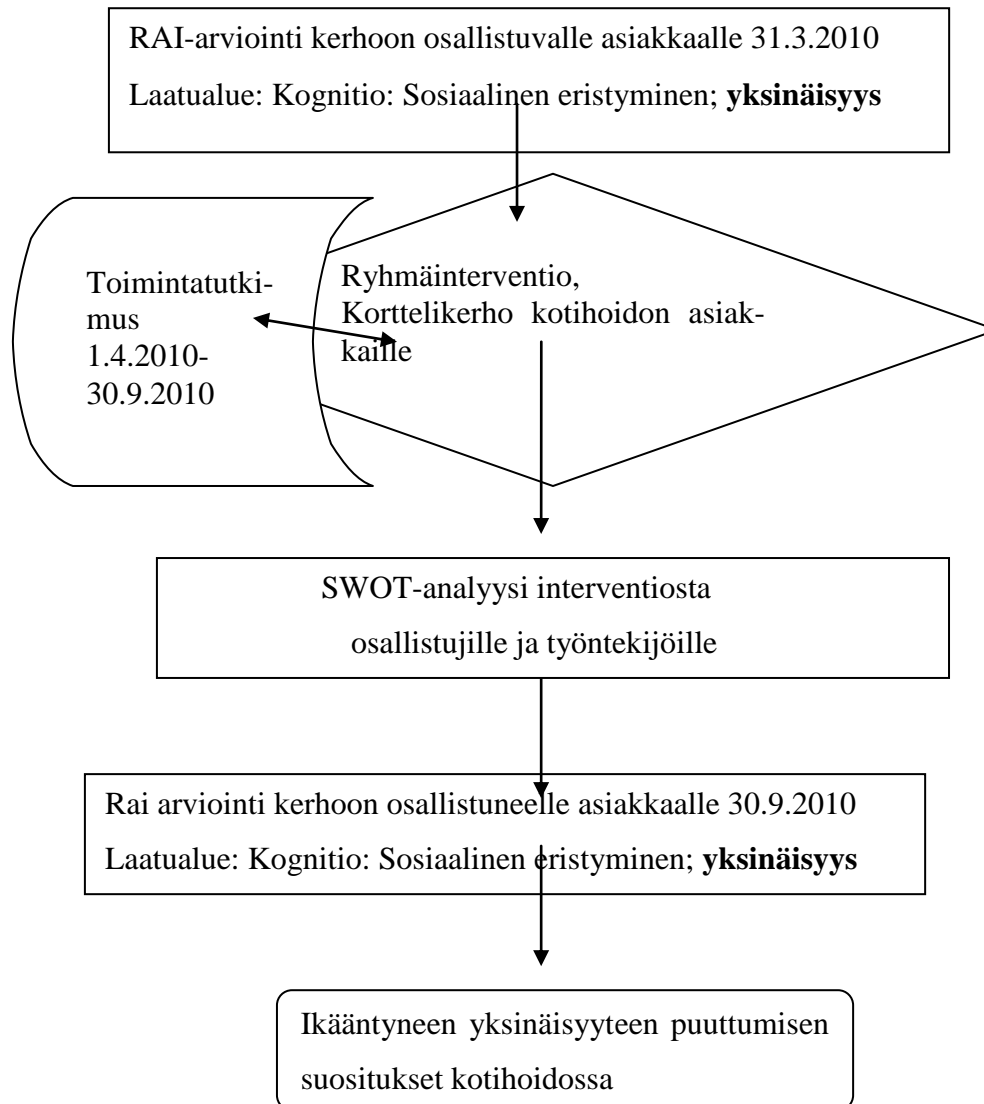 RAI-arviointi kerhoon osallistuvalle asiakkaalle 31.3.2010
Laatualue: Kognitio: Sosiaalinen eristyminen; yksinäisyys
Toimintatutki-
mus
1.4.2010-
30.9.2010
Ryhmäinterventio,
Korttelikerho kotihoidon asiak-
kaille
SWOT-analyysi interventiosta
osallistujille ja työntekijöille
Rai arviointi kerhoon osallistuneelle asiakkaalle 30.9.2010
Laatualue: Kognitio: Sosiaalinen eristyminen; yksinäisyys
Ikääntyneen yksinäisyyteen puuttumisen
suositukset kotihoidossa